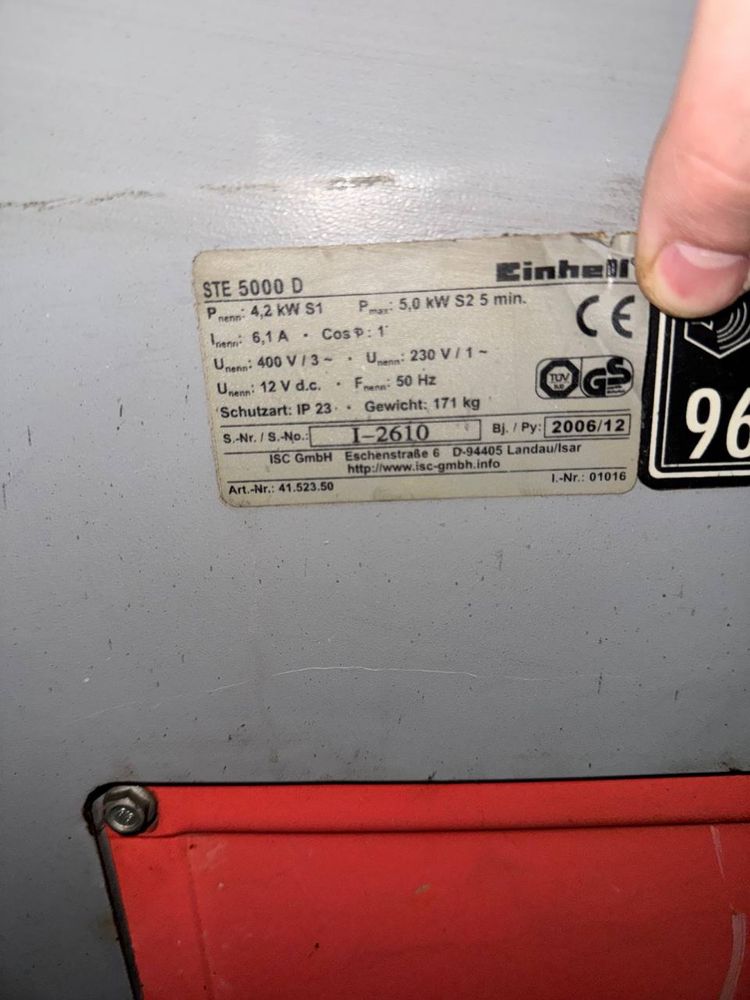 STE 5000 D
Einhell®
Pnenn: 4,2 kW S1 Pmax: 5,0 kW S2 5 min.
Inenn: 6,1 A · Cos φ : 1
CE
Unenn: 400 V / 3 ~ · Unenn: 230 V / 1 ~
Unenn: 12 V d.c. · Fnenn: 50 Hz
TÜV
GS
Schutzart: IP 23 · Gewicht: 171 kg
S.-Nr. / S.-No.: I-2610 Bj. / Py: 2006/12
ISC GmbH Eschenstraße 6 D-94405 Landau/Isar
http://www.isc-gmbh.info
Art.-Nr.: 41.523.50 I.-Nr.: 01016
96